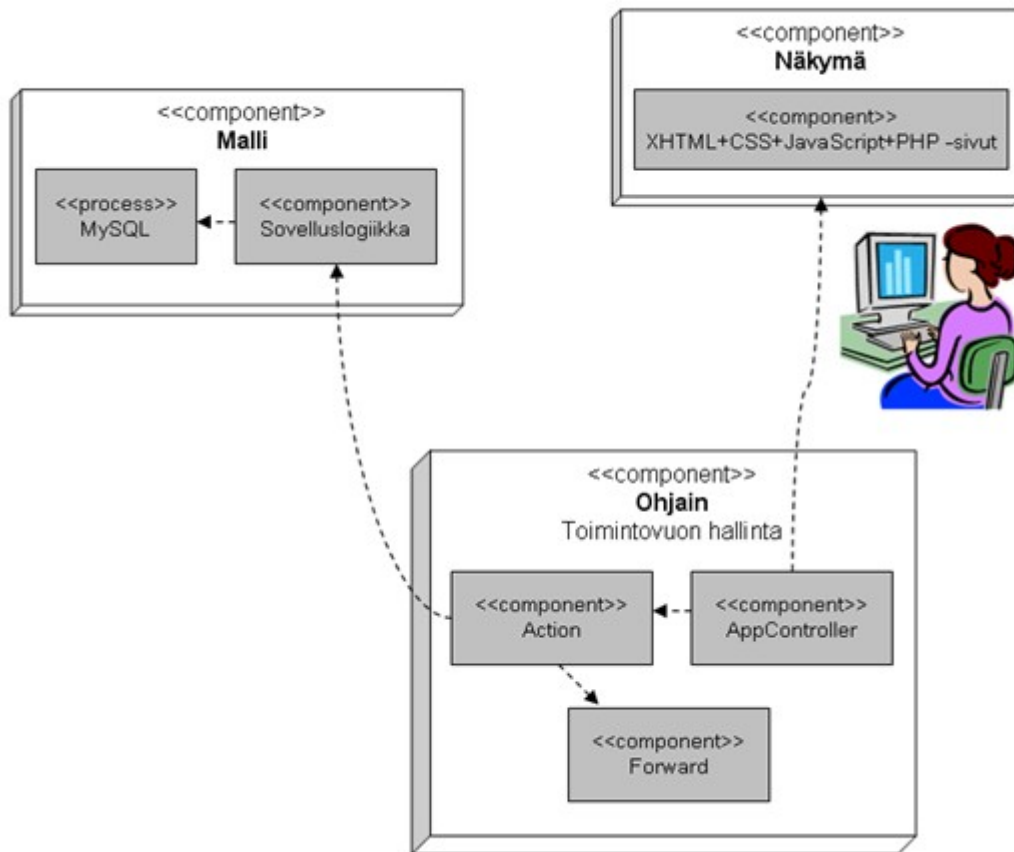 <<component>>
Malli
<<process>>
MySQL
<<component>>
Sovelluslogiikka
<<component>>
Näkymä
<<component>>
XHTML+CSS+JavaScript+PHP -sivut
<<component>>
Ohjain
Toimintovuon hallinta
<<component>>
Action
<<component>>
AppController
<<component>>
Forward